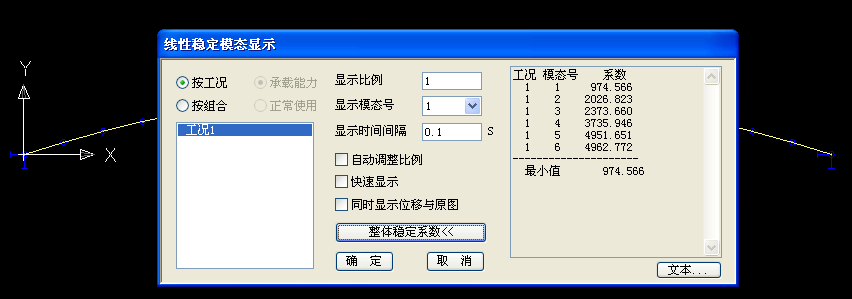 线性稳定模态显示
Y
X
按工况
承载能力
按组合
正常使用
工况1
显示比例 1
显示模态号 1
显示时间间隔 0.1 S
自动调整比例
快速显示
同时显示位移与原图
整体稳定系数<<
确 定
取 消
工况 模态号 系数
1 1 974.566
1 2 2026.823
1 3 2373.660
1 4 3735.946
1 5 4951.651
1 6 4962.772
----------------------
最小值 974.566
文本...